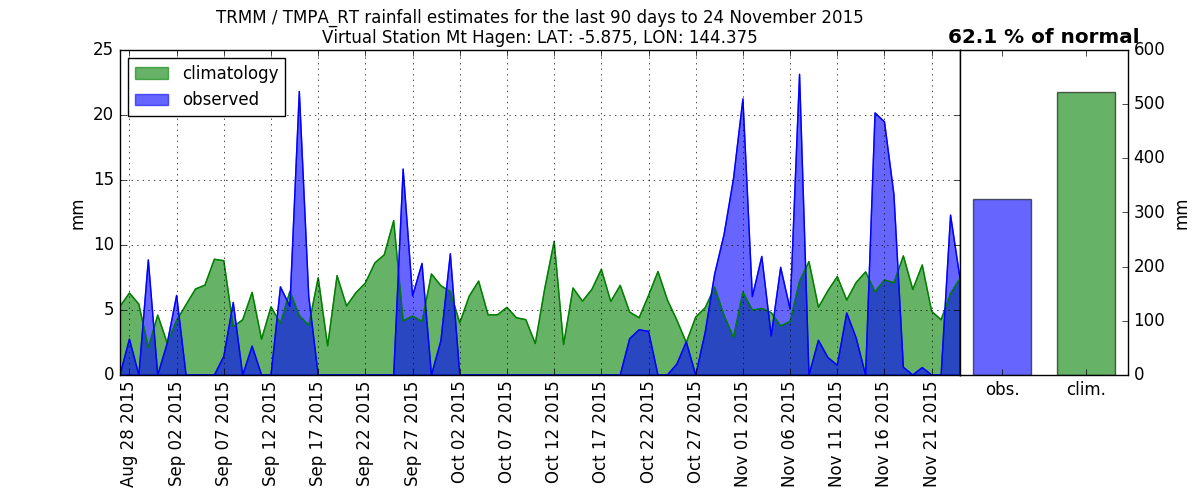 TRMM / TMPA_RT rainfall estimates for the last 90 days to 24 November 2015
Virtual Station Mt Hagen: LAT: -5.875, LON: 144.375
62.1 % of normal
climatology
observed
25
20
15
10
5
0
mm
Aug 28 2015
Sep 02 2015
Sep 07 2015
Sep 12 2015
Sep 17 2015
Sep 22 2015
Sep 27 2015
Oct 02 2015
Oct 07 2015
Oct 12 2015
Oct 17 2015
Oct 22 2015
Oct 27 2015
Nov 01 2015
Nov 06 2015
Nov 11 2015
Nov 16 2015
Nov 21 2015
obs.
clim.
600
500
400
300
200
100
0
mm